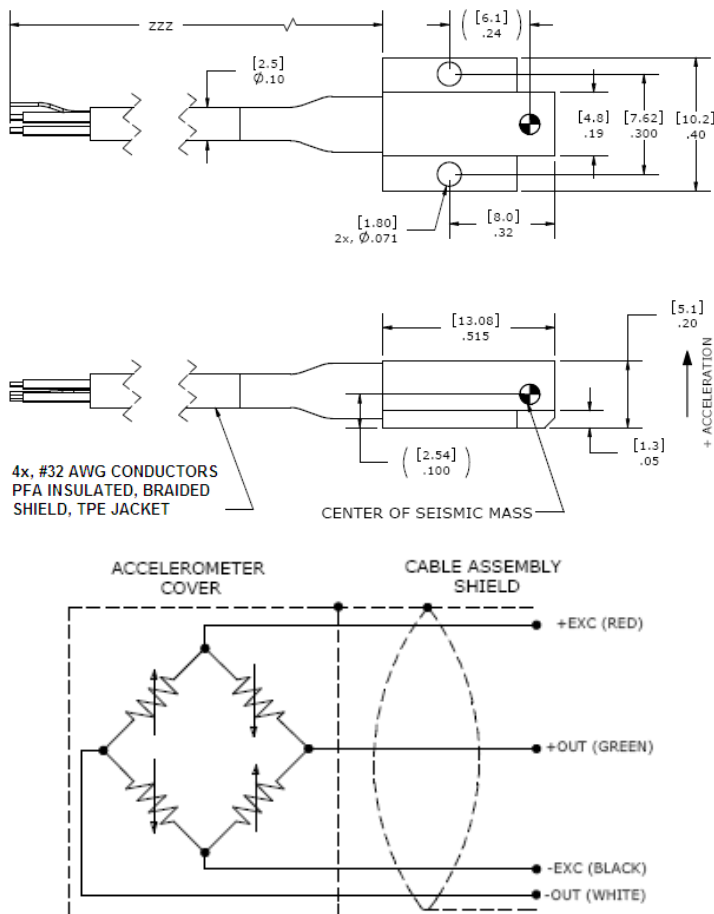 ZZZ
( [6.1] )
.24
[2.5]
Ø.10
[4.8]
.19
[7.62]
.300
[10.2]
.40
[1.80]
2x, Ø.071
[8.0]
.32
[13.08]
.515
[5.1]
.20
+ ACCELERATION
[1.3]
.05
( [2.54] )
.100
4x, #32 AWG CONDUCTORS
PFA INSULATED, BRAIDED
SHIELD, TPE JACKET
CENTER OF SEISMIC MASS
ACCELEROMETER
COVER
CABLE ASSEMBLY
SHIELD
+EXC (RED)
+OUT (GREEN)
-EXC (BLACK)
-OUT (WHITE)